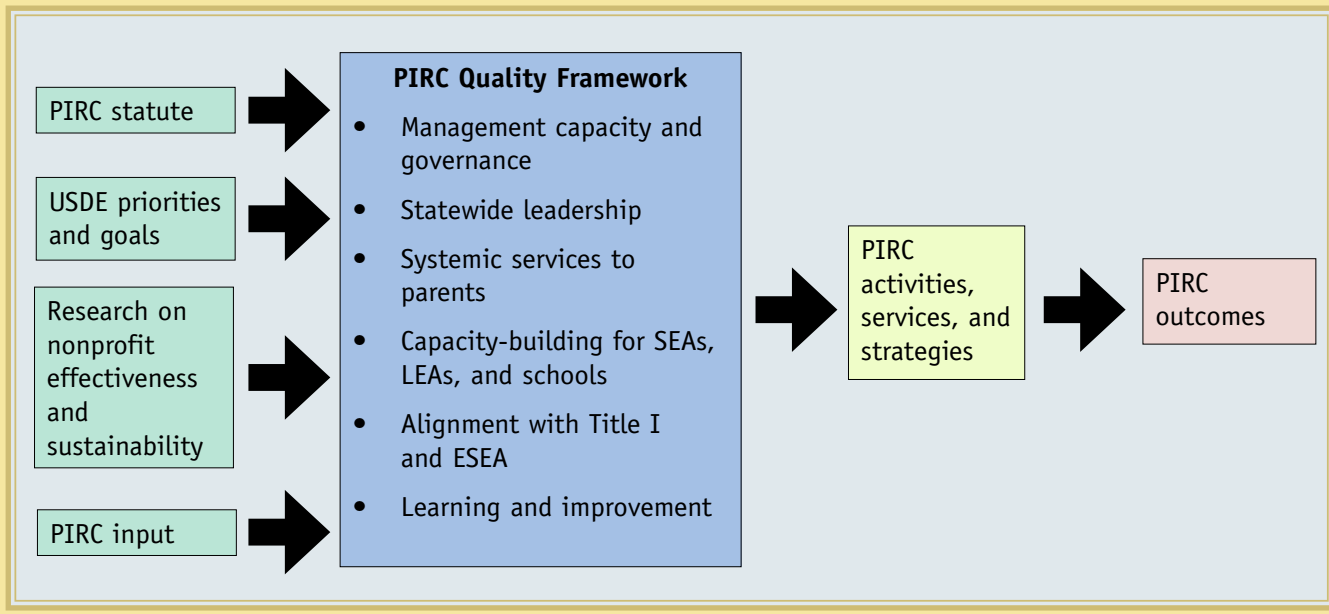 PIRC statute
USDE priorities
and goals
Research on
nonprofit
effectiveness
and
sustainability
PIRC input
PIRC Quality Framework
• Management capacity and
governance
• Statewide leadership
• Systemic services to
parents
• Capacity-building for SEAs,
LEAs, and schools
• Alignment with Title I
and ESEA
• Learning and improvement
PIRC
activities,
services, and
strategies
PIRC
outcomes